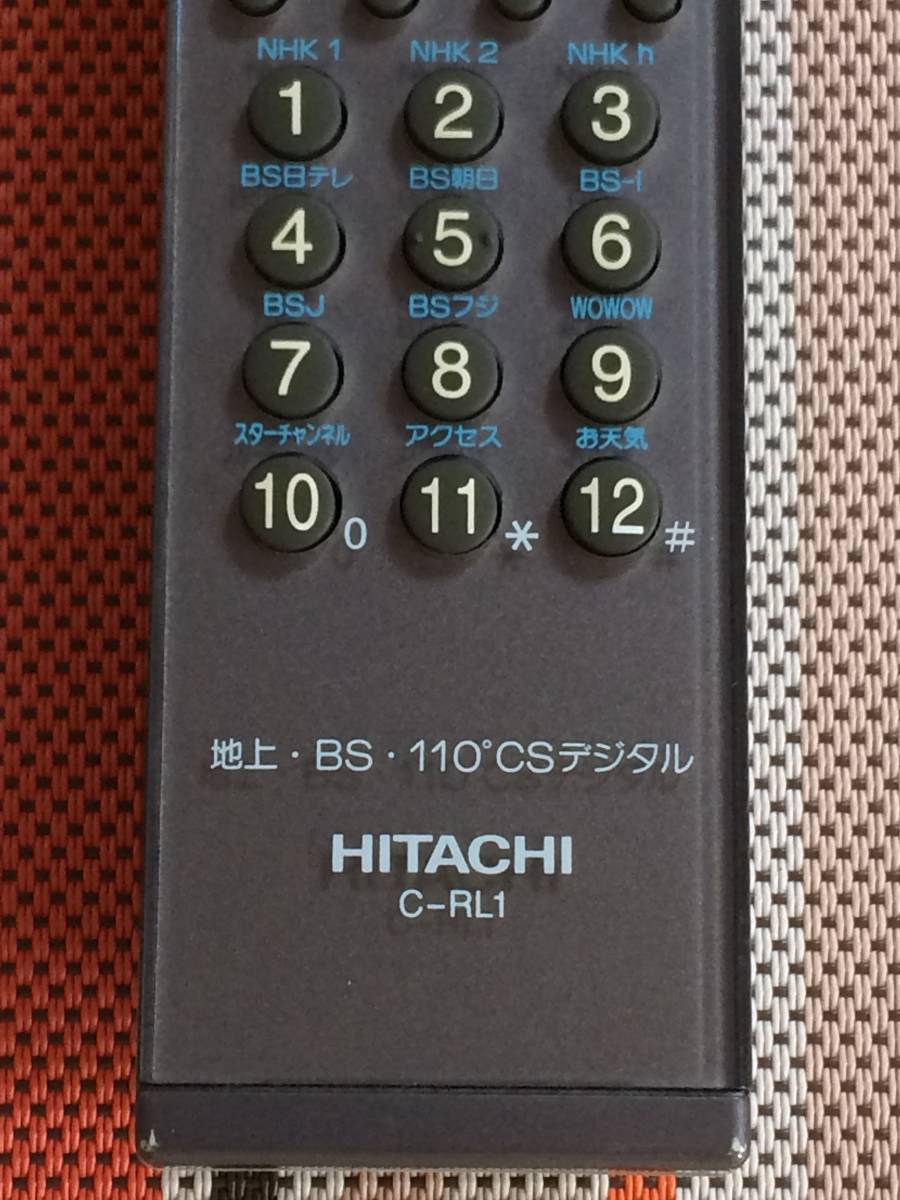 NHK 1 NHK 2 NHK h
1 2 3
BS日テレ BS朝日 BS-i
4 5 6
BSJ BSフジ WOWOW
7 8 9
スターチャンネル アクセス お天気
10 0 11 * 12 #
地上・BS・110°CSデジタル
HITACHI
C-RL1